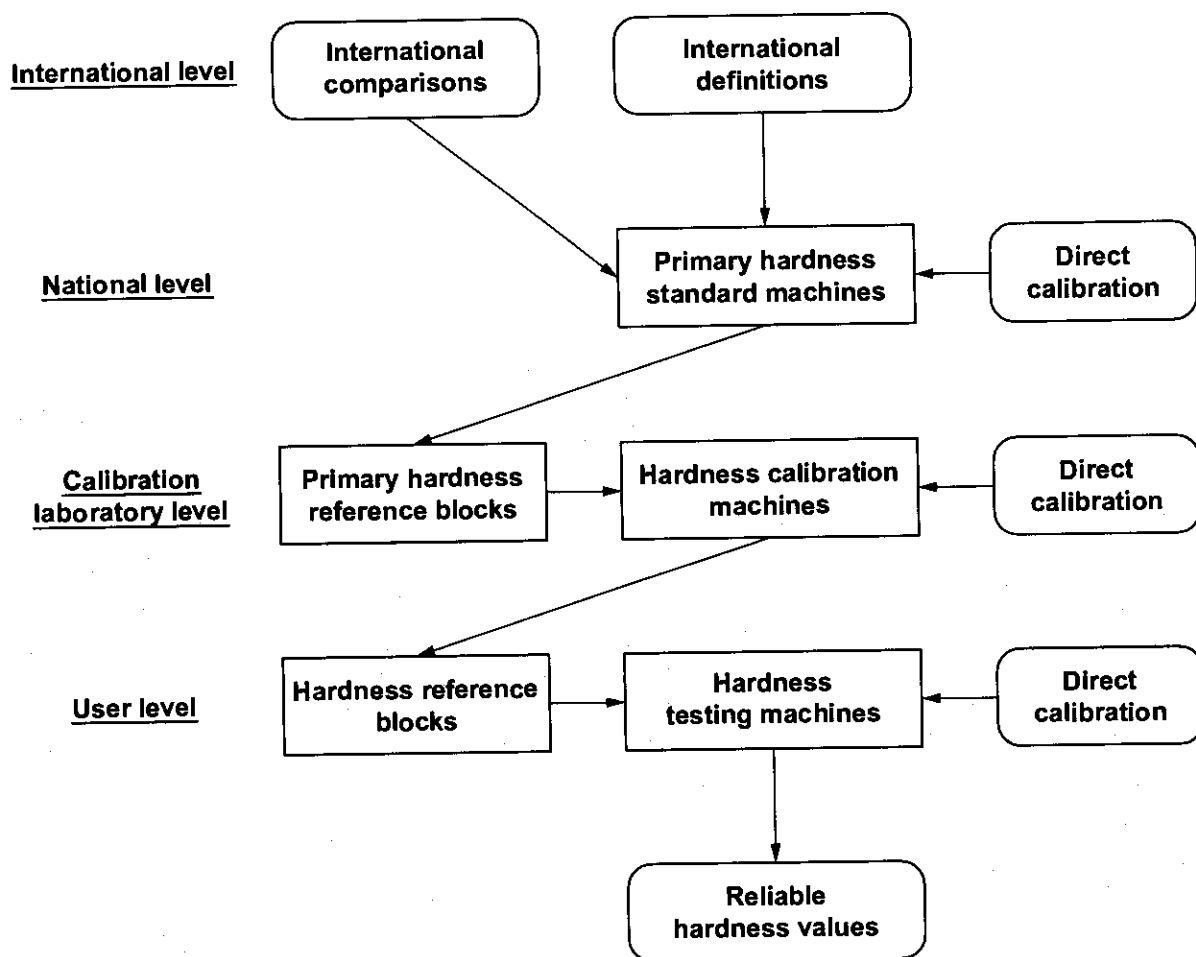 International level
International
comparisons
International
definitions
National level
Primary hardness
standard machines
Direct
calibration
Calibration
laboratory level
Primary hardness
reference blocks
Hardness calibration
machines
Direct
calibration
User level
Hardness reference
blocks
Hardness
testing machines
Direct
calibration
Reliable
hardness values